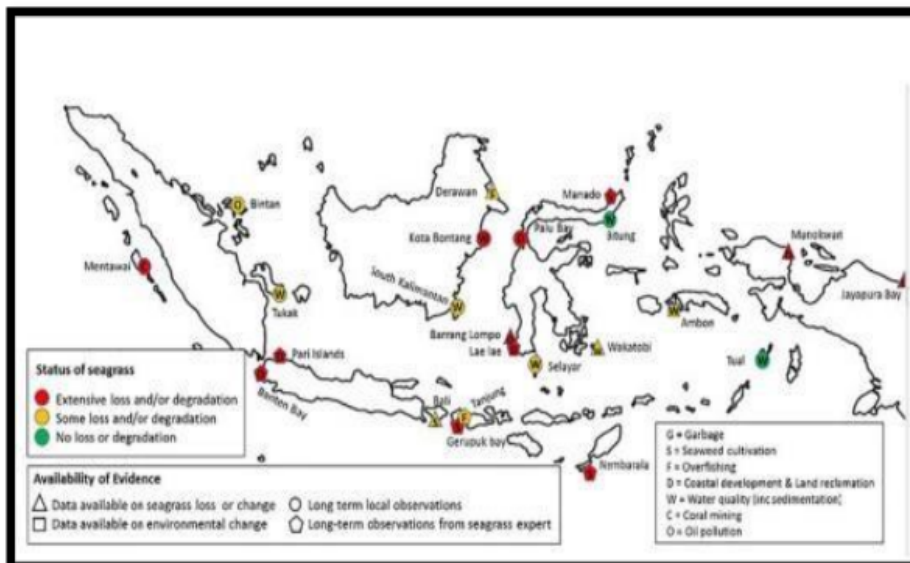 Derawan
Manado
Bintan
Kota Bontang
Palu Bay
Bitung
Manokwari
Mentawai
South Kalimantan
Jayapura Bay
W
W
W
Tukak
Ambon
Barrang Lompo
Wakatobi
Lae lae
Pari Islands
W
W
Tual
Selayar
Banten Bay
Bali
Tanjung
F
Gerupuk bay
Nembarala
Status of seagrass
Extensive loss and/or degradation
Some loss and/or degradation
No loss or degradation
Availability of Evidence
Data available on seagrass loss or change
Long term local observations
Data available on environmental change
Long-term observations from seagrass expert
G = Garbage
S = Seaweed cultivation
F = Overfishing
D = Coastal development & Land reclamation
W = Water quality (inc sedimentation)
C = Coral mining
O = Oil pollution